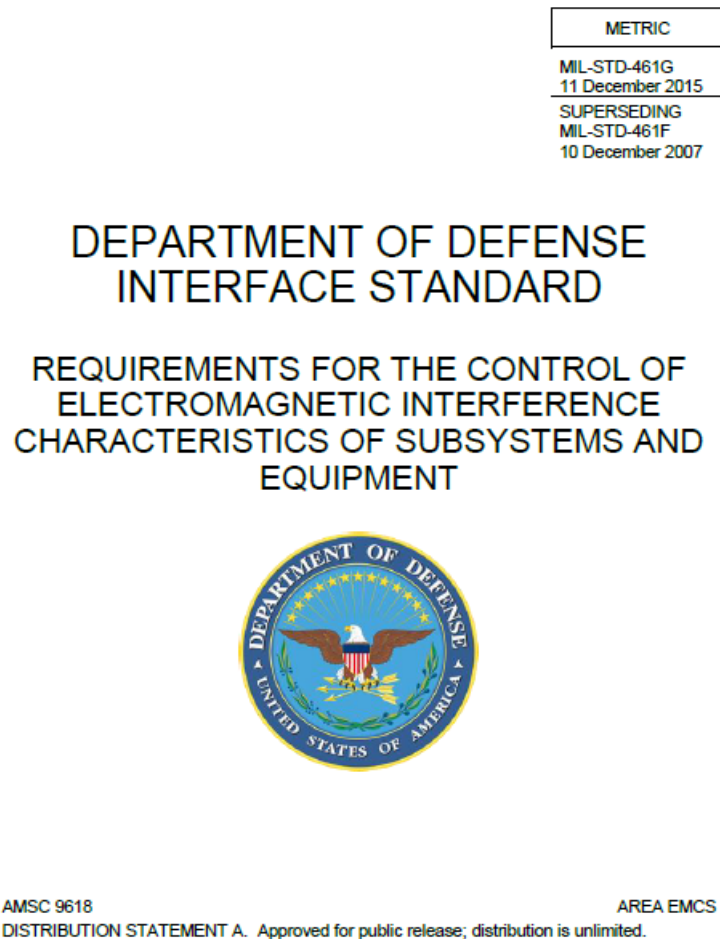 METRIC
MIL-STD-461G
11 December 2015
SUPERSEDING
MIL-STD-461F
10 December 2007
DEPARTMENT OF DEFENSE
INTERFACE STANDARD
REQUIREMENTS FOR THE CONTROL OF
ELECTROMAGNETIC INTERFERENCE
CHARACTERISTICS OF SUBSYSTEMS AND
EQUIPMENT
DEPARTMENT OF DEFENSE
UNITED STATES OF AMERICA
AMSC 9618 AREA EMCS
DISTRIBUTION STATEMENT A. Approved for public release; distribution is unlimited.